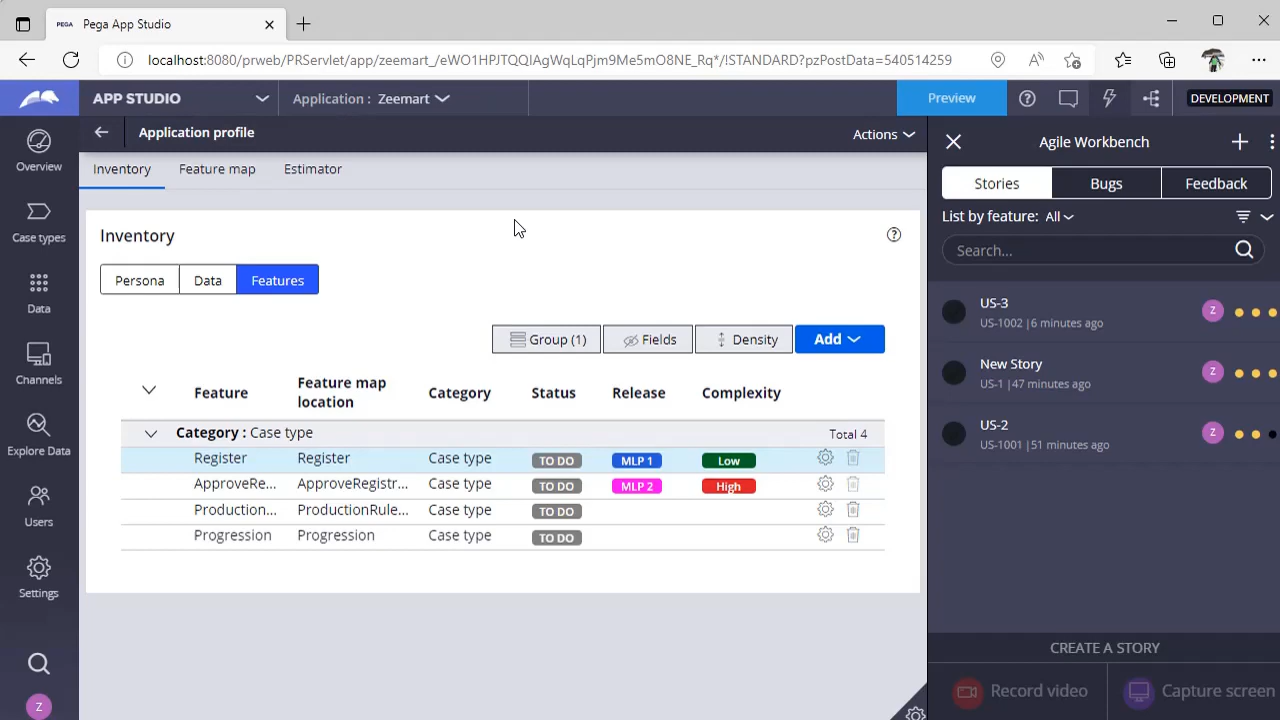 PEGA Pega App Studio
localhost:8080/prweb/PRServlet/app/zeemart_/eWO1HPJTQQIAgWqLqPjm9Me5mO8NE_Rq*/!STANDARD?pzPostData=540514259
APP STUDIO
Application : Zeemart
Preview
DEVELOPMENT
Application profile
Actions
Overview
Case types
Data
Channels
Explore Data
Users
Settings
Z
Inventory Feature map Estimator
Inventory
Persona Data Features
Group (1) Fields Density Add
Feature Feature map location Category Status Release Complexity
Category : Case type Total 4
Register Register Case type TO DO MLP 1 Low
ApproveRe... ApproveRegistr... Case type TO DO MLP 2 High
Production... ProductionRule... Case type TO DO
Progression Progression Case type TO DO
Agile Workbench
Stories Bugs Feedback
List by feature: All
Search...
US-3
Z
US-1002 |6 minutes ago
New Story
Z
US-1 |47 minutes ago
US-2
Z
US-1001 |51 minutes ago
CREATE A STORY
Record video Capture screen